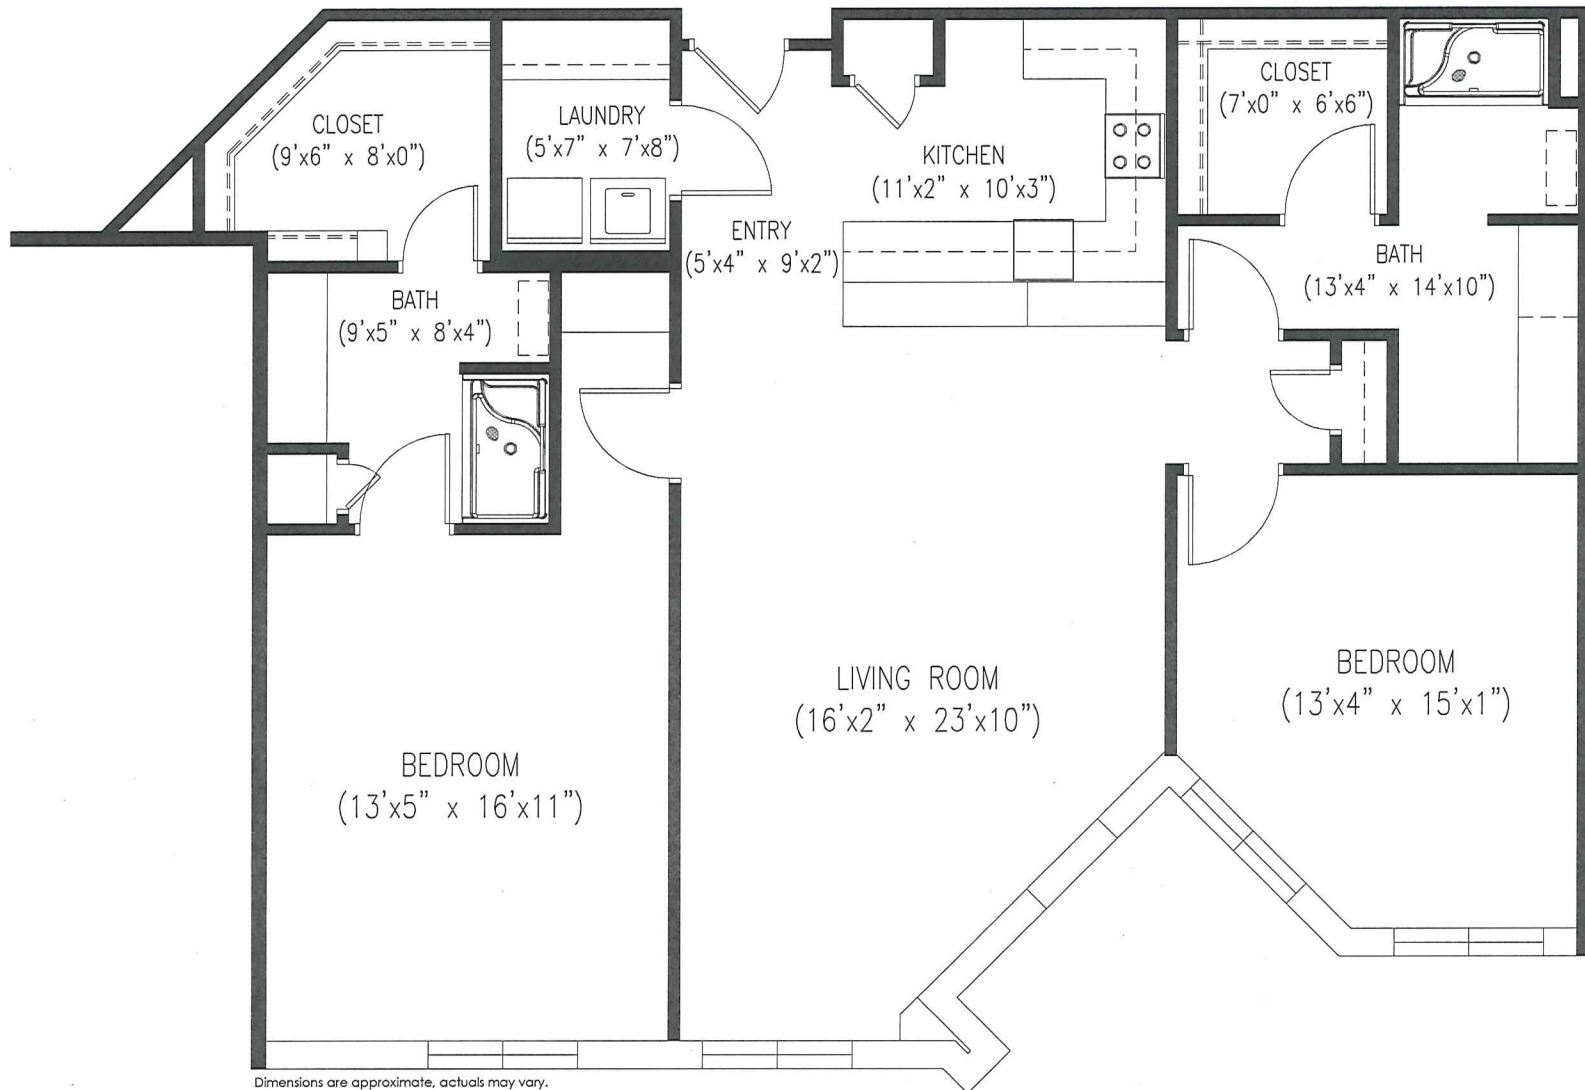 CLOSET
(9'x6" x 8'x0")
LAUNDRY
(5'x7" x 7'x8")
KITCHEN
(11'x2" x 10'x3")
CLOSET
(7'x0" x 6'x6")
ENTRY
(5'x4" x 9'x2")
BATH
(13'x4" x 14'x10")
BATH
(9'x5" x 8'x4")
LIVING ROOM
(16'x2" x 23'x10")
BEDROOM
(13'x4" x 15'x1")
BEDROOM
(13'x5" x 16'x11")
Dimensions are approximate, actuals may vary.